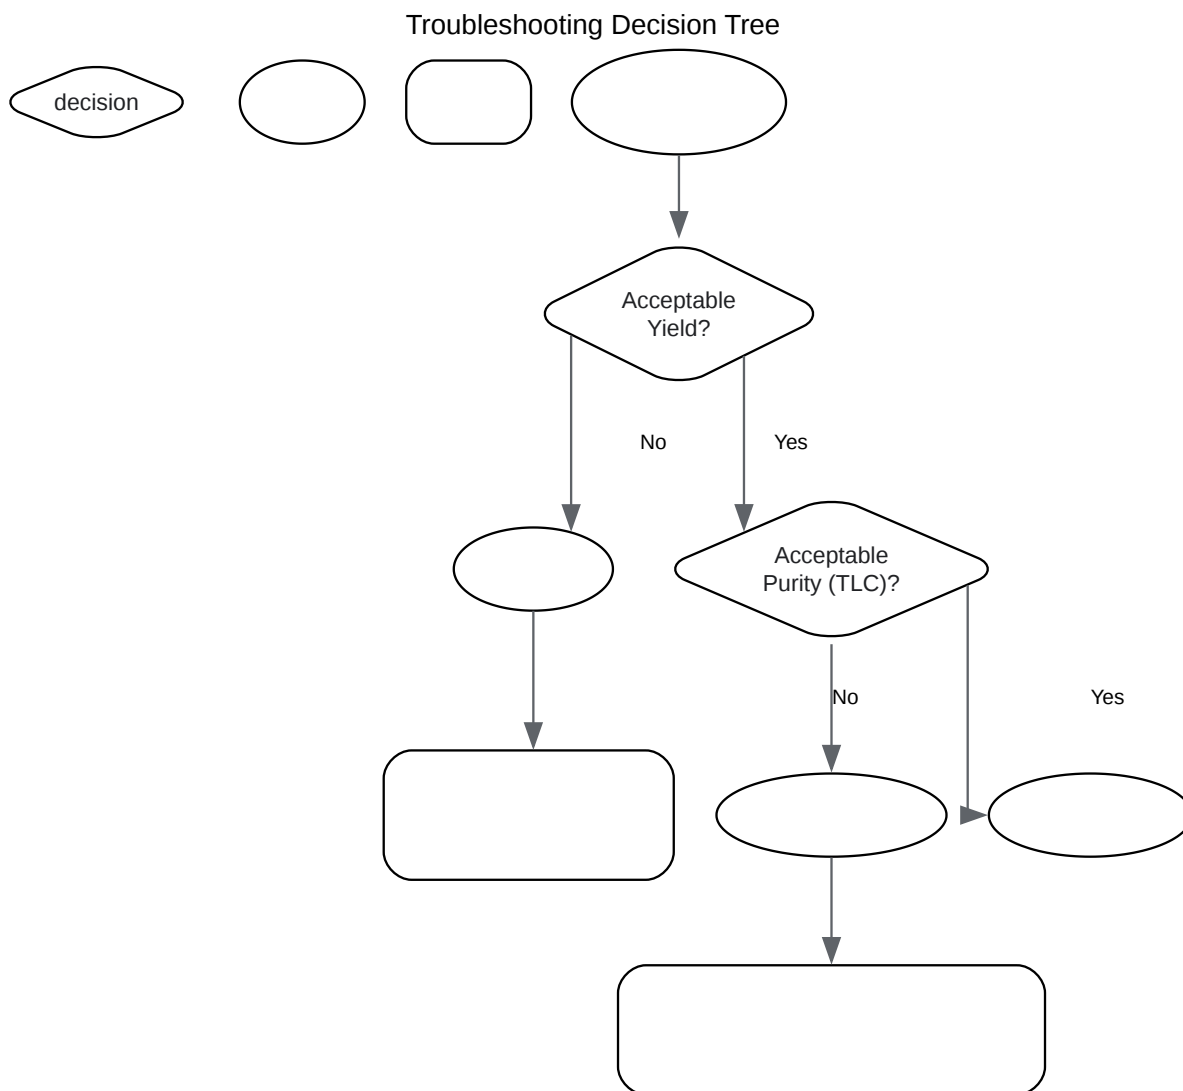 Troubleshooting Decision Tree
decision
Acceptable
Yield?
No
Yes
Acceptable
Purity (TLC)?
No
Yes